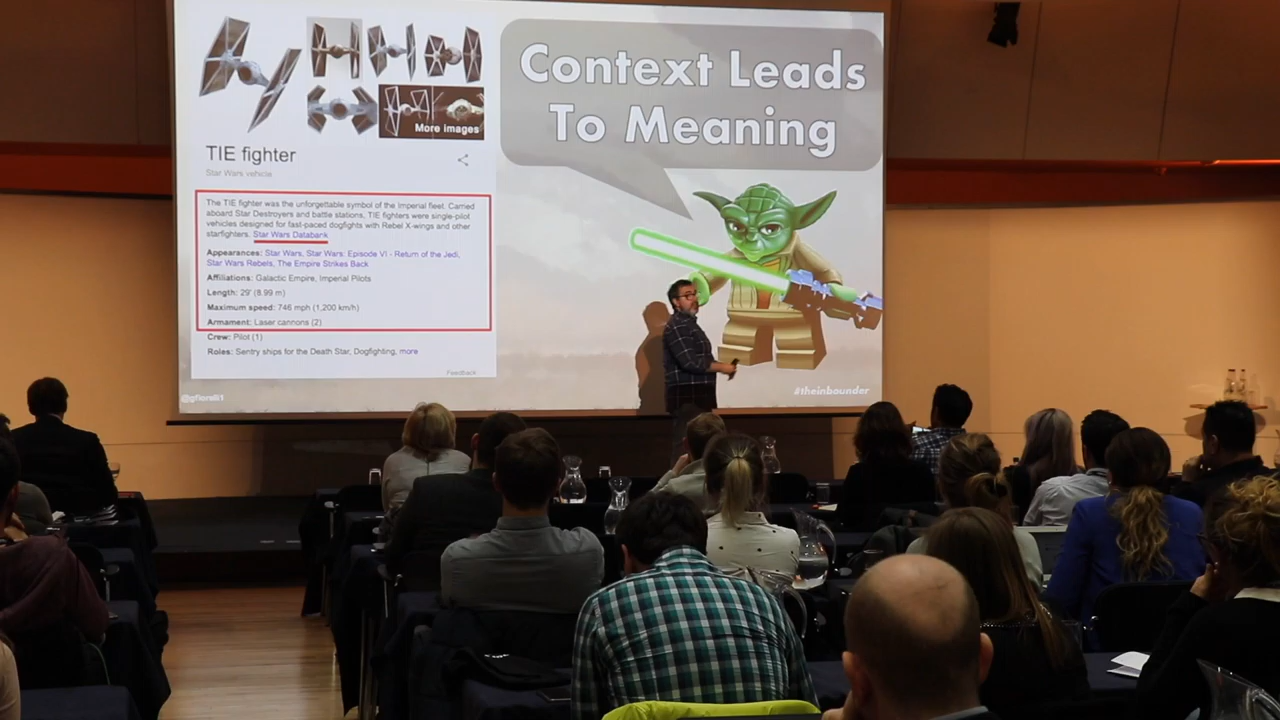 Context Leads
To Meaning
More images
TIE fighter
Star Wars vehicle
The TIE fighter was the unforgettable symbol of the Imperial fleet. Carried
aboard Star Destroyers and battle stations, TIE fighters were single-pilot
vehicles designed for fast-paced dogfights with Rebel X-wings and other
starfighters. Star Wars Databank
Appearances: Star Wars, Star Wars: Episode VI - Return of the Jedi,
Star Wars Rebels, The Empire Strikes Back
Affiliations: Galactic Empire, Imperial Pilots
Length: 29' (8.99 m)
Maximum speed: 746 mph (1,200 km/h)
Armament: Laser cannons (2)
Crew: Pilot (1)
Roles: Sentry ships for the Death Star, Dogfighting, more
Feedback
@gfiorelli1
#theinbounder